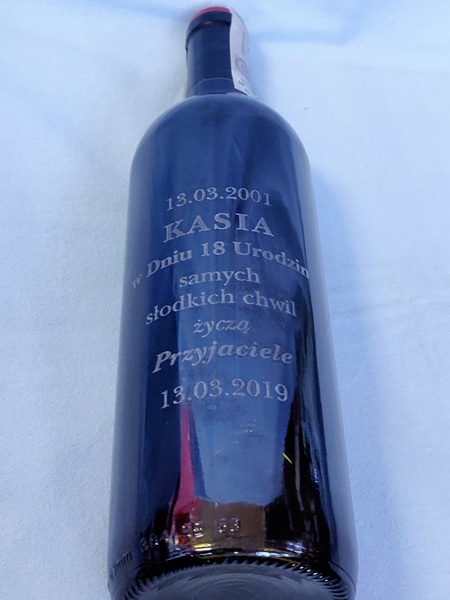 13.03.2001
KASIA
w Dniu 18 Urodzin
samych
słodkich chwil
życzą
Przyjaciele
13.03.2019